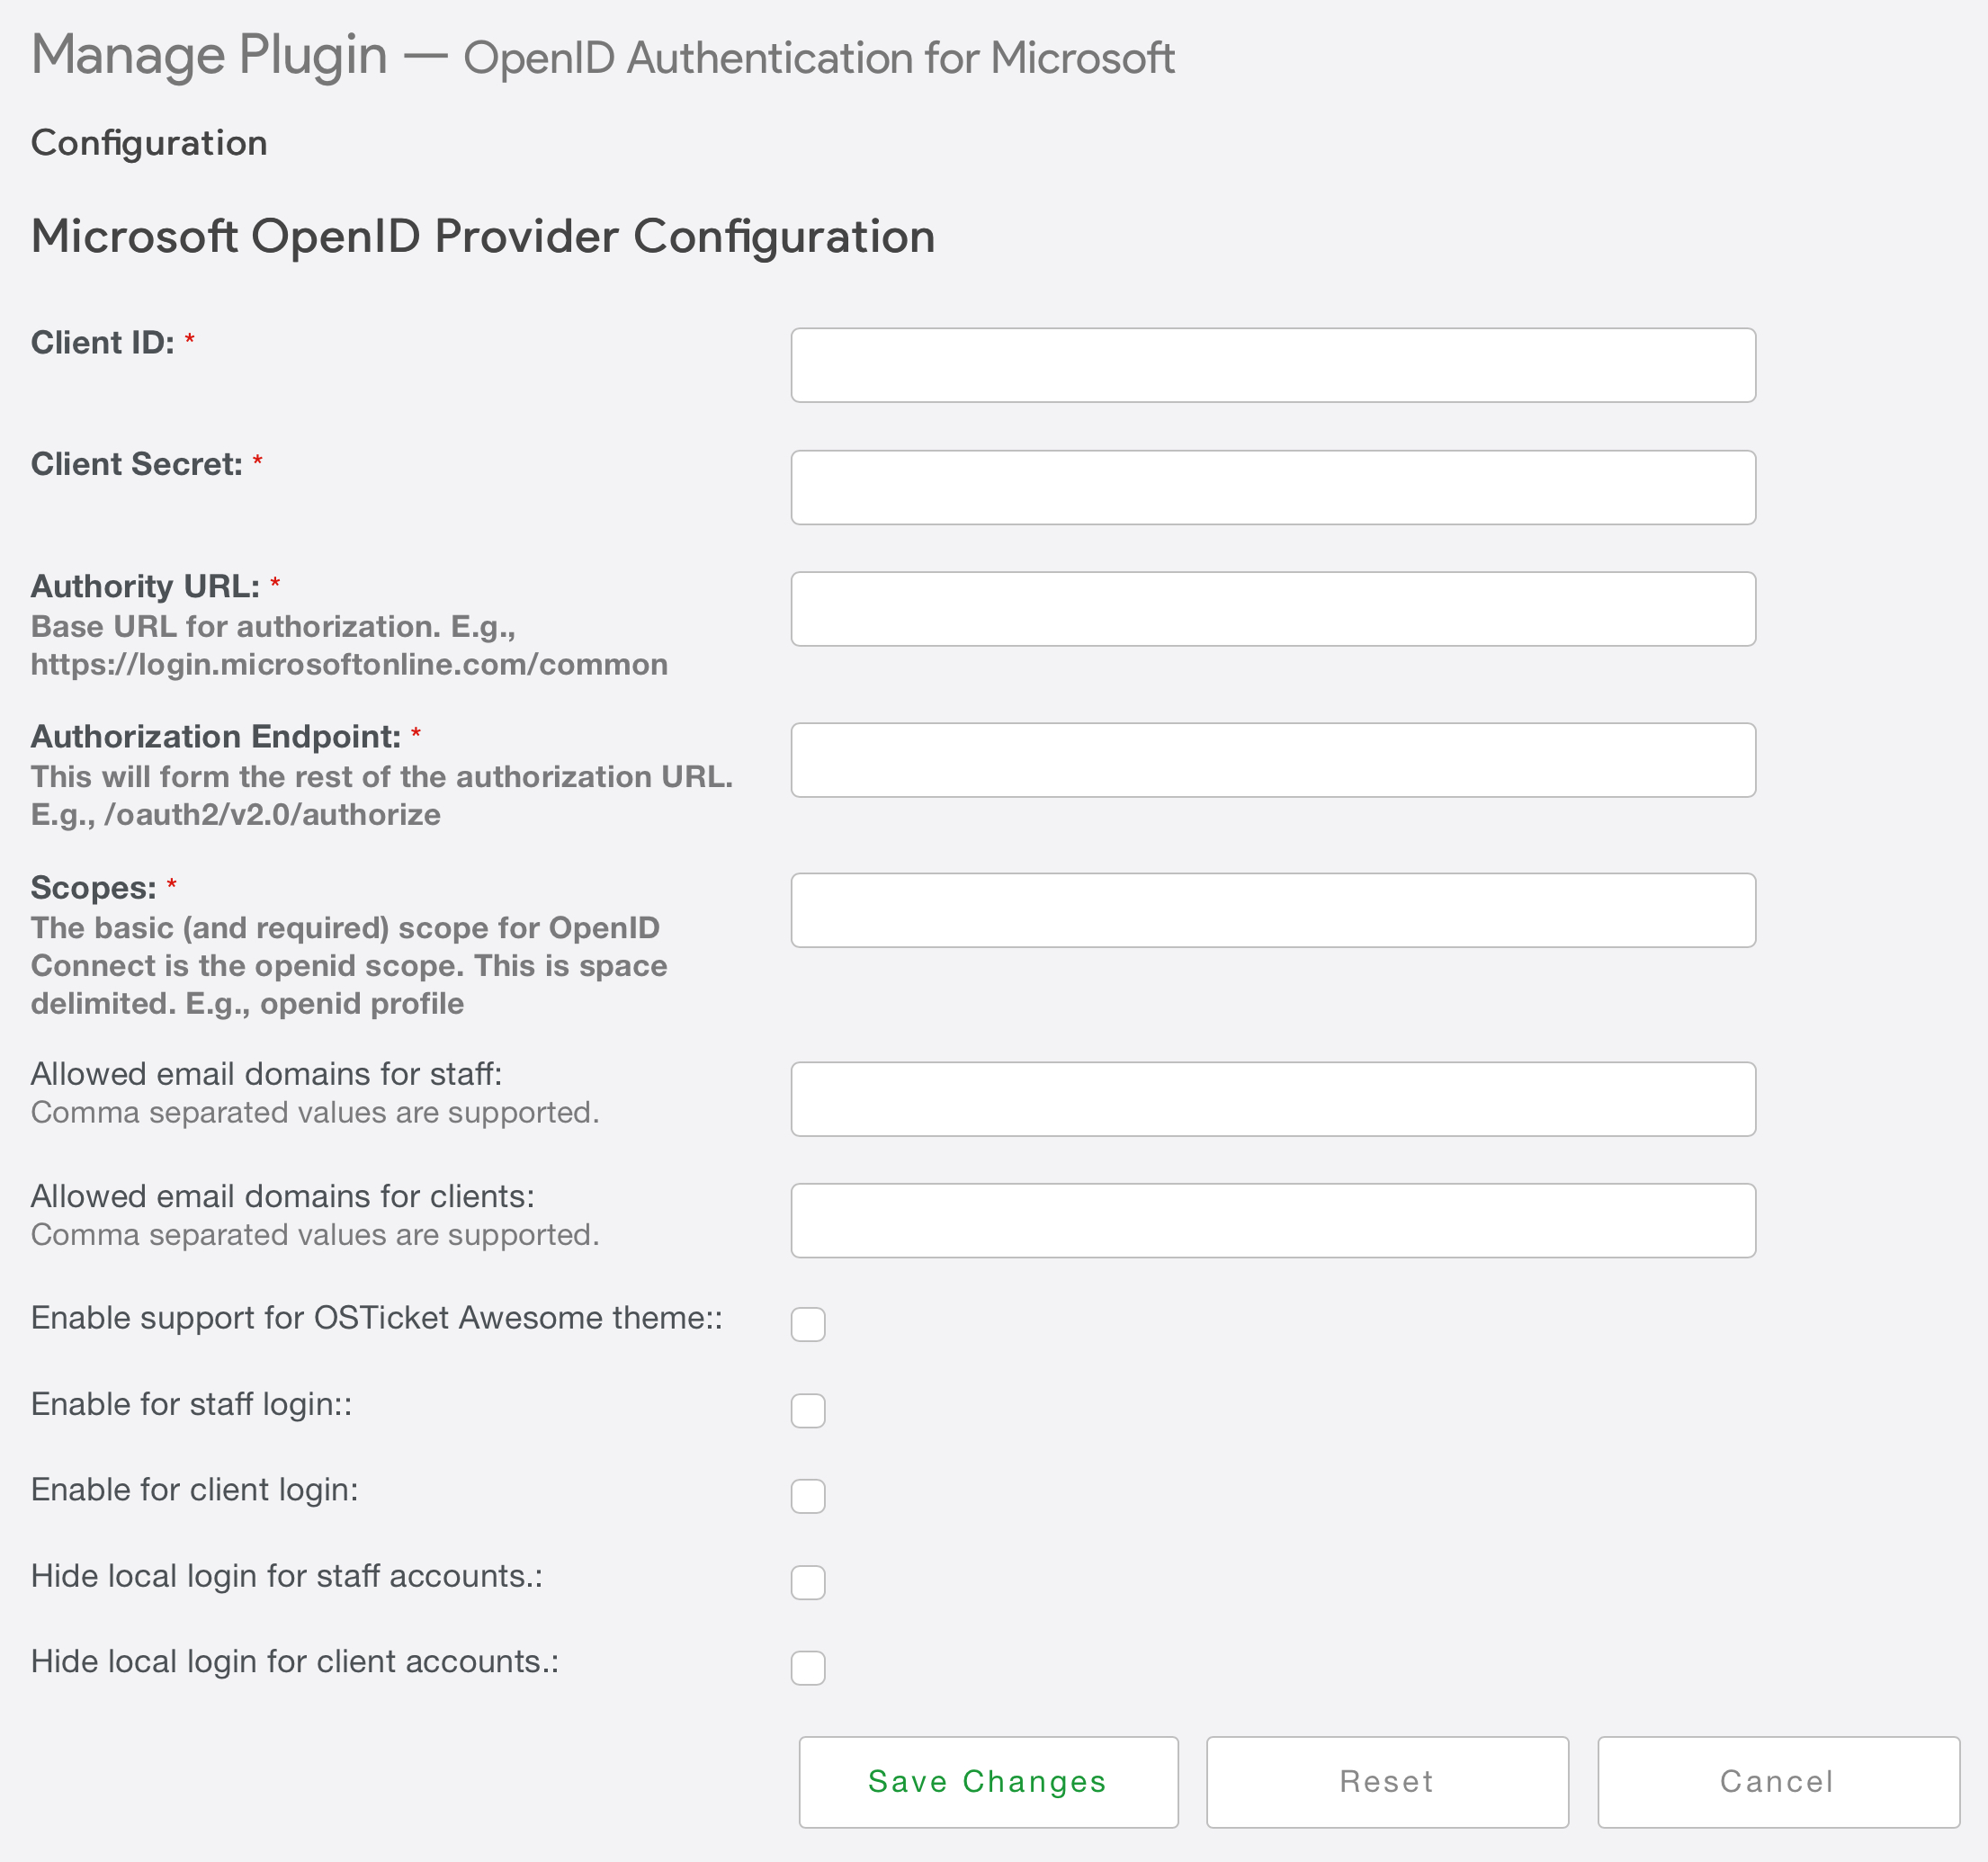 Manage Plugin — OpenID Authentication for Microsoft
Configuration
Microsoft OpenID Provider Configuration
Client ID: *
Client Secret: *
Authority URL: *
Base URL for authorization. E.g.,
https://login.microsoftonline.com/common
Authorization Endpoint: *
This will form the rest of the authorization URL.
E.g., /oauth2/v2.0/authorize
Scopes: *
The basic (and required) scope for OpenID
Connect is the openid scope. This is space
delimited. E.g., openid profile
Allowed email domains for staff:
Comma separated values are supported.
Allowed email domains for clients:
Comma separated values are supported.
Enable support for OSTicket Awesome theme::
Enable for staff login::
Enable for client login:
Hide local login for staff accounts.:
Hide local login for client accounts.:
Save Changes Reset Cancel